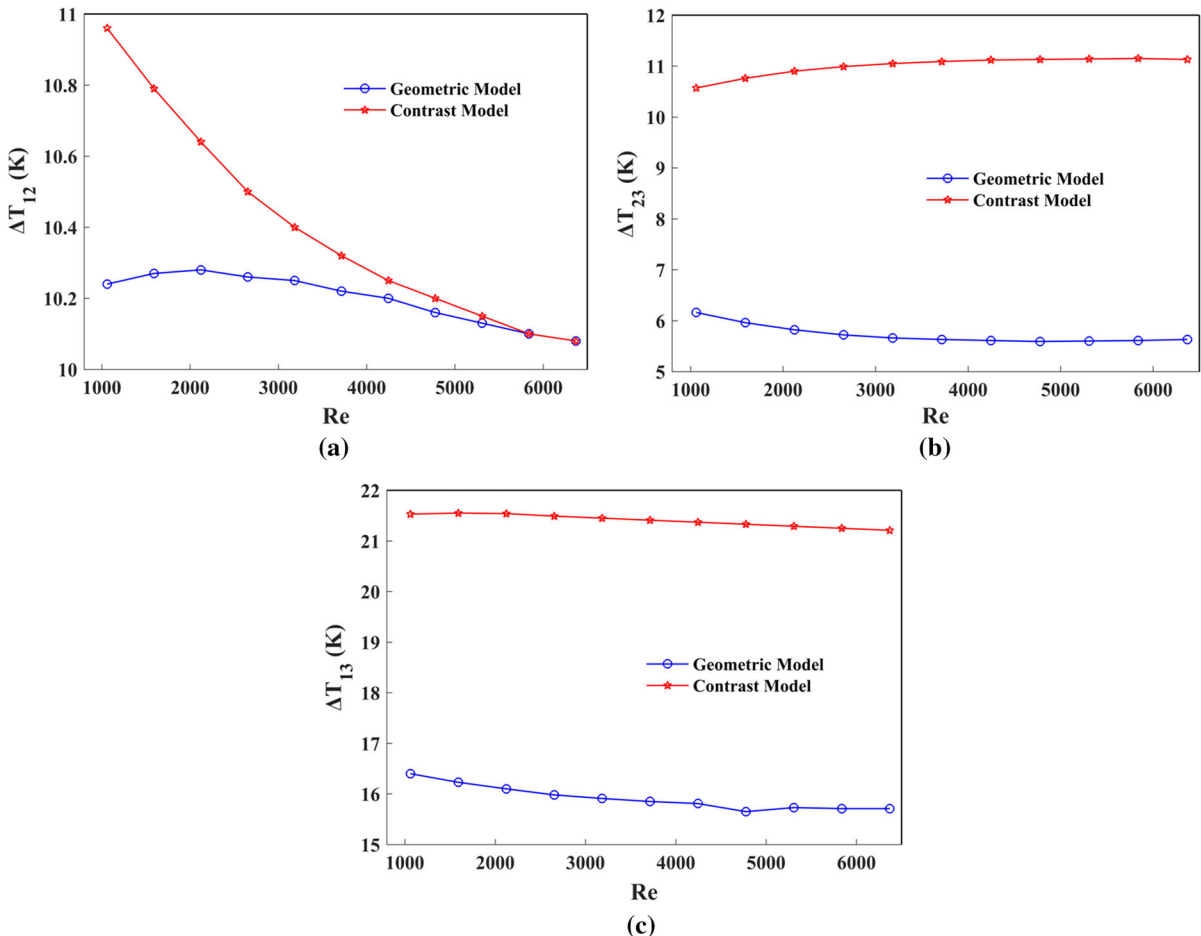 11
10.8
10.6
10.4
10.2
10
ΔT12 (K)
Geometric Model
Contrast Model
1000 2000 3000 4000 5000 6000
Re
(a)
12
11
10
9
8
7
6
5
ΔT23 (K)
Geometric Model
Contrast Model
1000 2000 3000 4000 5000 6000
Re
(b)
22
21
20
19
18
17
16
15
ΔT13 (K)
Geometric Model
Contrast Model
1000 2000 3000 4000 5000 6000
Re
(c)